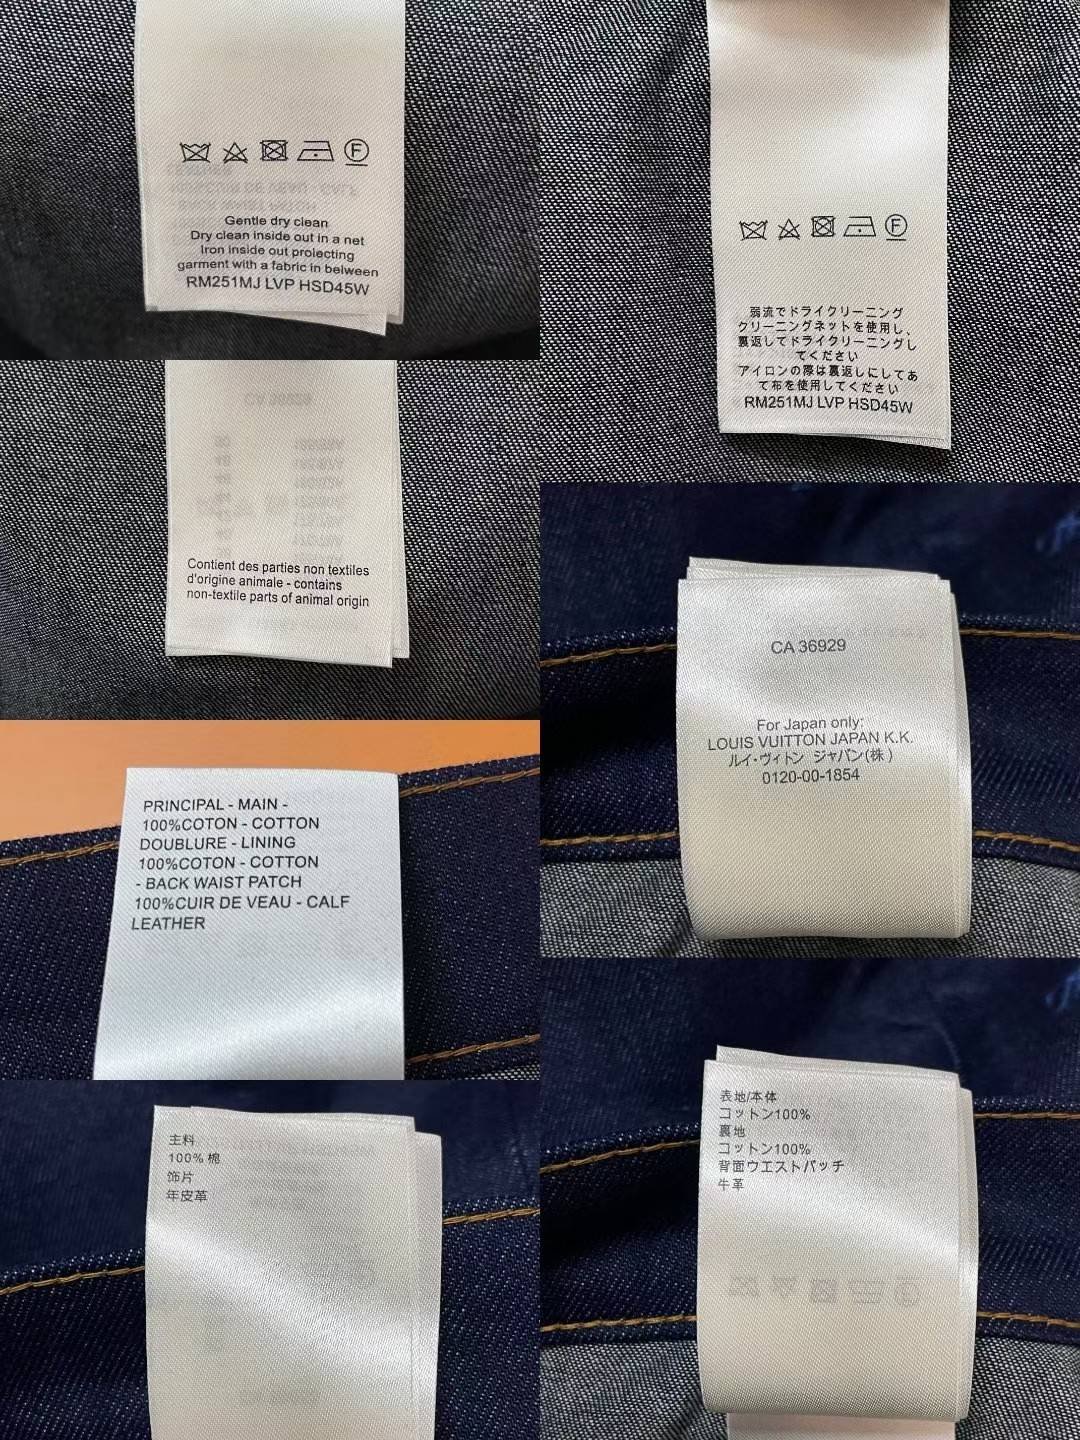 F
Gentle dry clean
Dry clean inside out in a net
Iron inside out protecting
garment with a fabric in between
RM251MJ LVP HSD45W
F
弱流でドライクリーニング
クリーニングネットを使用し、
裏返してドライクリーニングし
てください
アイロンの際は裏返しにしてあ
て布を使用してください
RM251MJ LVP HSD45W
Contient des parties non textiles
d'origine animale - contains
non-textile parts of animal origin
CA 36929
For Japan only:
LOUIS VUITTON JAPAN K.K.
ルイ・ヴィトン ジャパン(株)
0120-00-1854
PRINCIPAL - MAIN -
100%COTON - COTTON
DOUBLURE - LINING
100%COTON - COTTON
- BACK WAIST PATCH
100%CUIR DE VEAU - CALF
LEATHER
主料
100% 棉
饰片
年皮革
表地/本体
コットン100%
裏地
コットン100%
背面ウエストパッチ
牛革